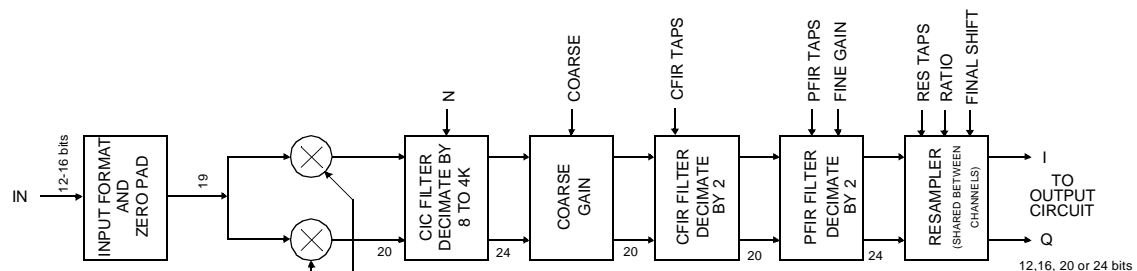 N
COARSE
CFIR TAPS
PFIR TAPS
FINE GAIN
RES TAPS
RATIO
FINAL SHIFT
IN
12-16 bits
INPUT FORMAT
AND
ZERO PAD
19
20
CIC FILTER
DECIMATE BY
8 TO 4K
24
COARSE
GAIN
20
CFIR FILTER
DECIMATE
BY 2
20
PFIR FILTER
DECIMATE
BY 2
24
RESAMPLER
(SHARED BETWEEN
CHANNELS)
I
TO
OUTPUT
CIRCUIT
Q
12,16, 20 or 24 bits